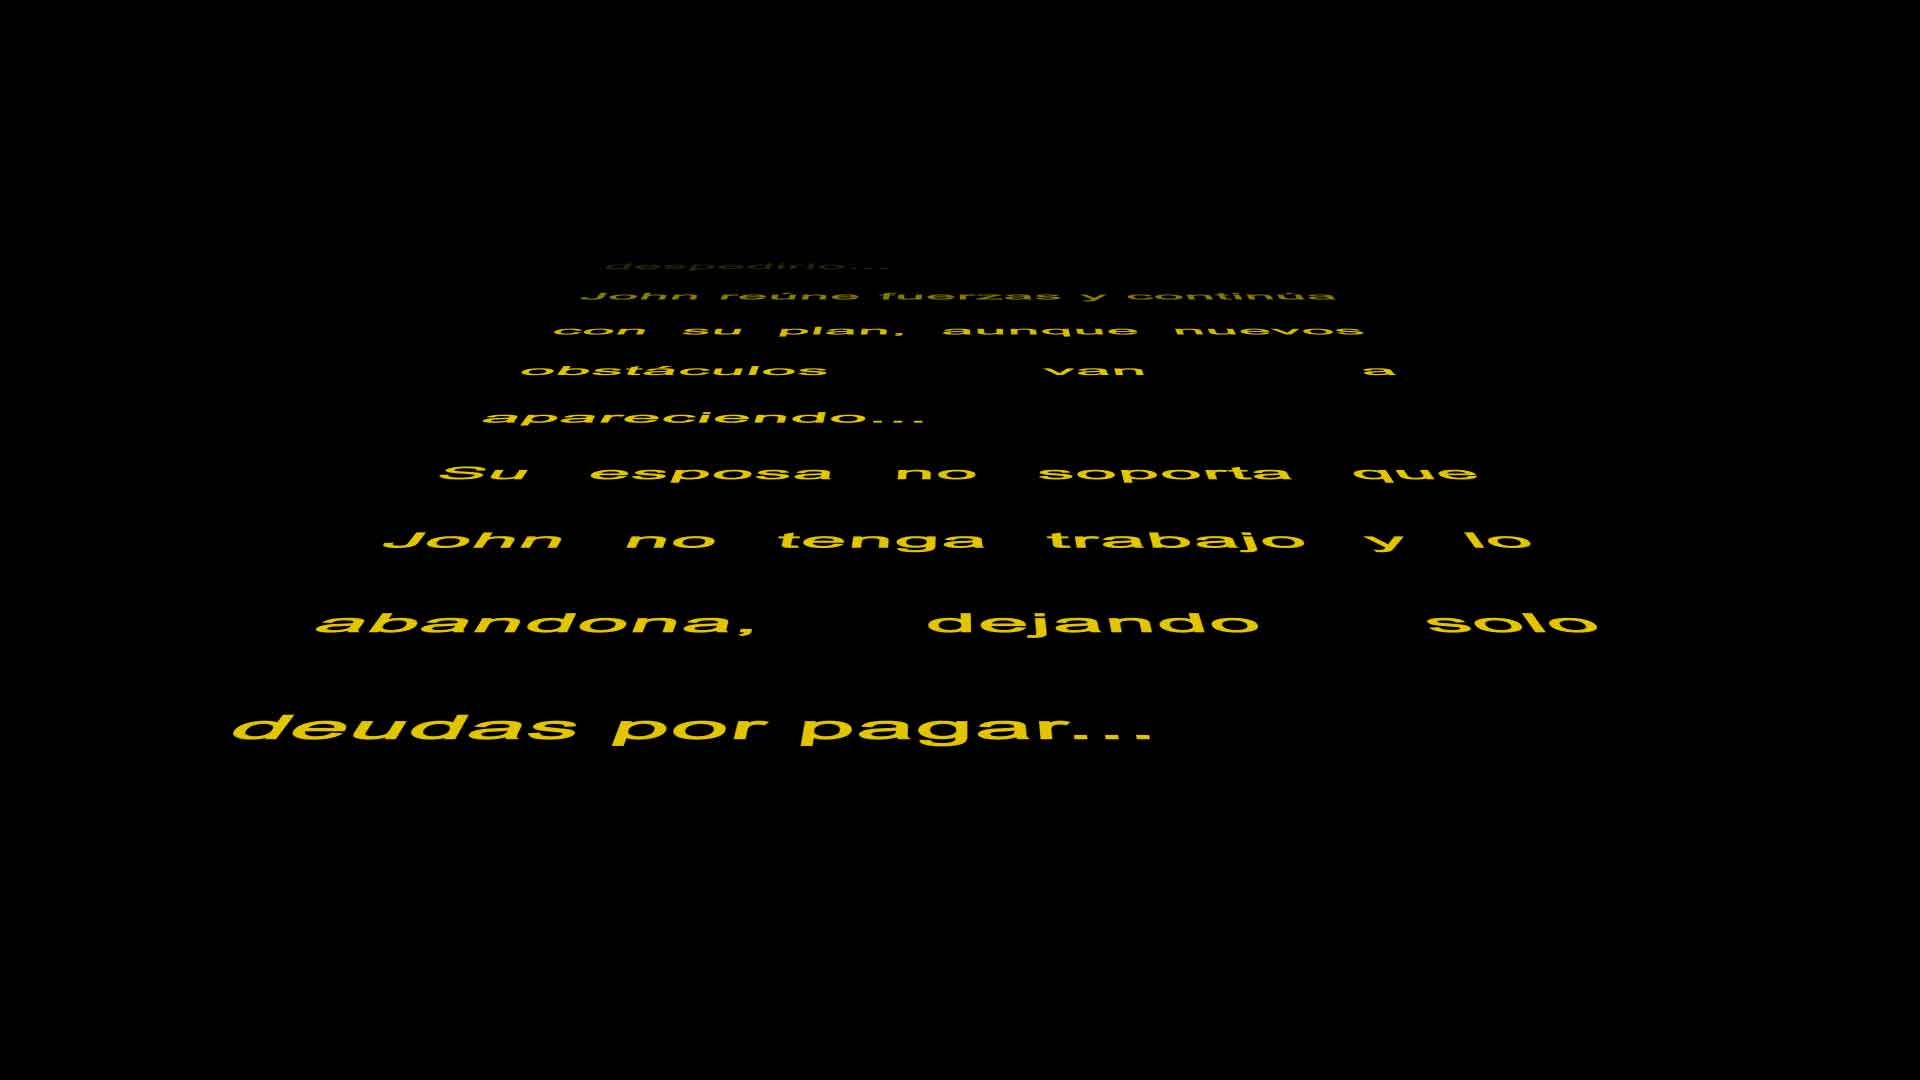 despedirlo...
John reúne fuerzas y continúa
con su plan, aunque nuevos
obstáculos van a
apareciendo...
Su esposa no soporta que
John no tenga trabajo y lo
abandona, dejando solo
deudas por pagar...